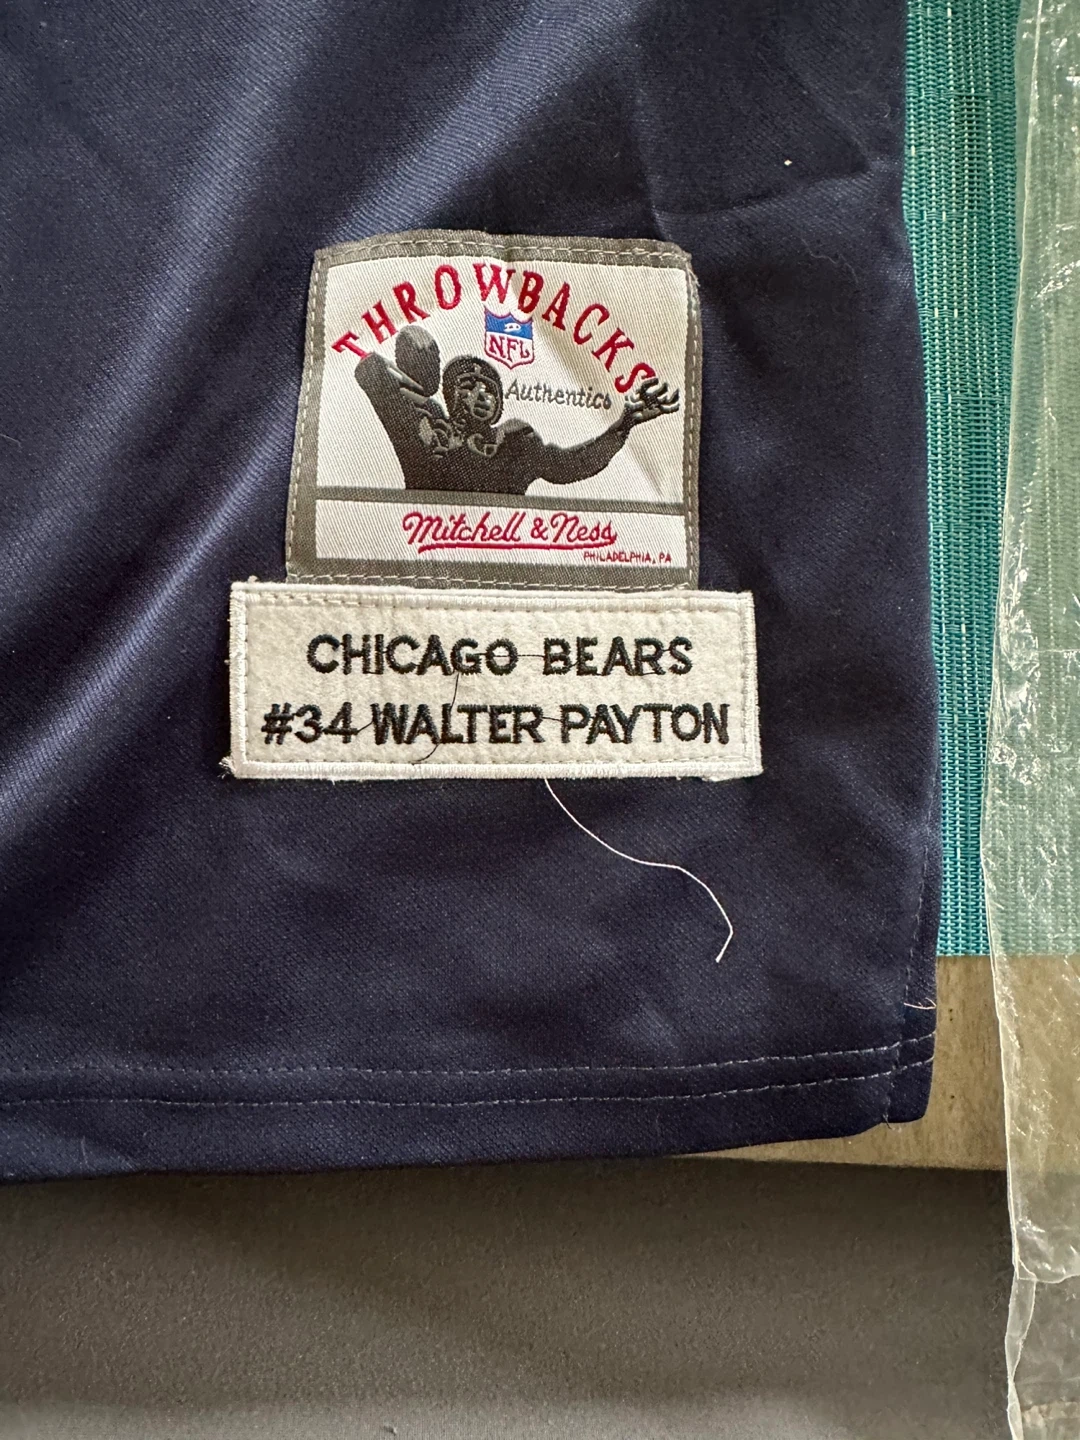 THROWBACKS
NFL
Authentics
Mitchell & Ness
PHILADELPHIA, PA
CHICAGO BEARS
#34 WALTER PAYTON